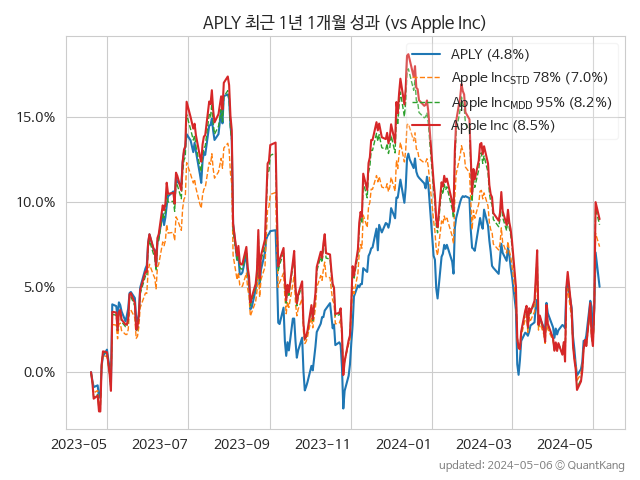 APLY 최근 1년 1개월 성과 (vs Apple Inc)
APLY (4.8%)
Apple Inc_STD 78% (7.0%)
Apple Inc_MDD 95% (8.2%)
Apple Inc (8.5%)
15.0%
10.0%
5.0%
0.0%
2023-05 2023-07 2023-09 2023-11 2024-01 2024-03 2024-05
updated: 2024-05-06 © QuantKang